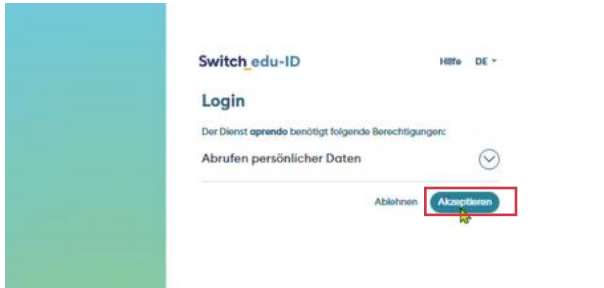 Switch edu-ID
Hilfe DE
Login
Der Dienst aprendo benötigt folgende Berechtigungen:
Abrufen persönlicher Daten
Ablehnen Akzeptieren